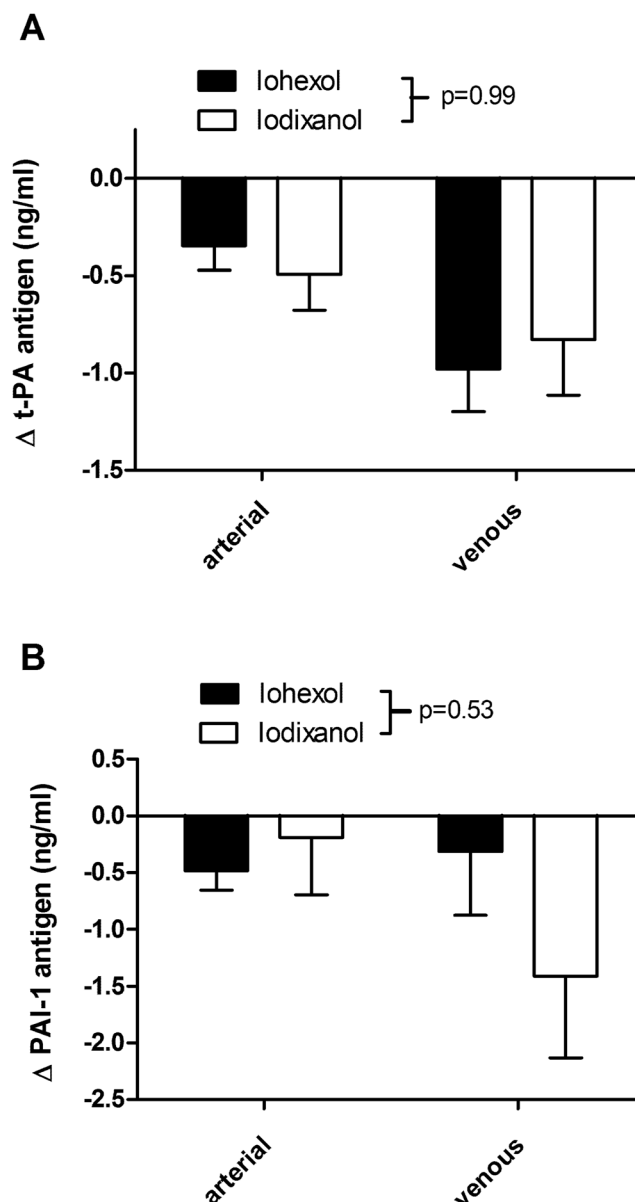 A
Iohexol
Iodixanol
p=0.99
0.0
-0.5
-1.0
-1.5
Δ t-PA antigen (ng/ml)
arterial
venous
B
Iohexol
Iodixanol
p=0.53
0.5
0.0
-0.5
-1.0
-1.5
-2.0
-2.5
Δ PAI-1 antigen (ng/ml)
arterial
venous